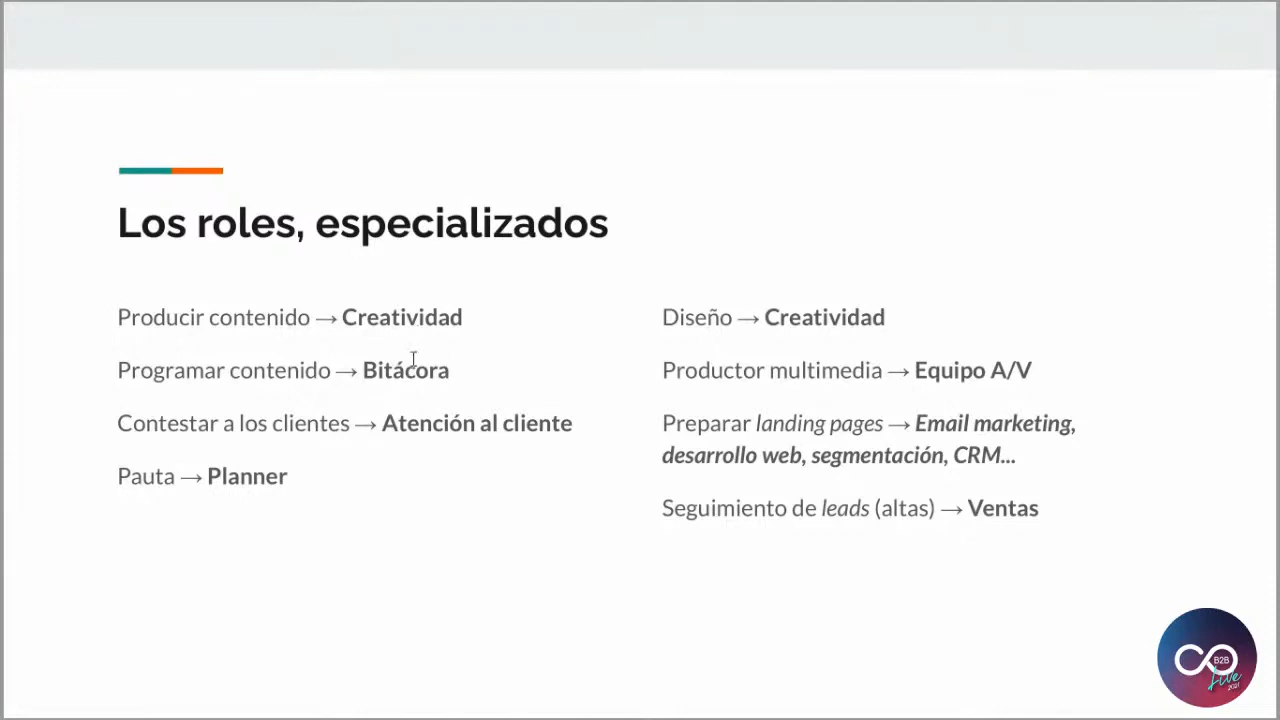 Los roles, especializados
Producir contenido → Creatividad
Programar contenido → Bitácora
Contestar a los clientes → Atención al cliente
Pauta → Planner
Diseño → Creatividad
Productor multimedia → Equipo A/V
Preparar landing pages → Email marketing,
desarrollo web, segmentación, CRM...
Seguimiento de leads (altas) → Ventas
B2B
Live
2021